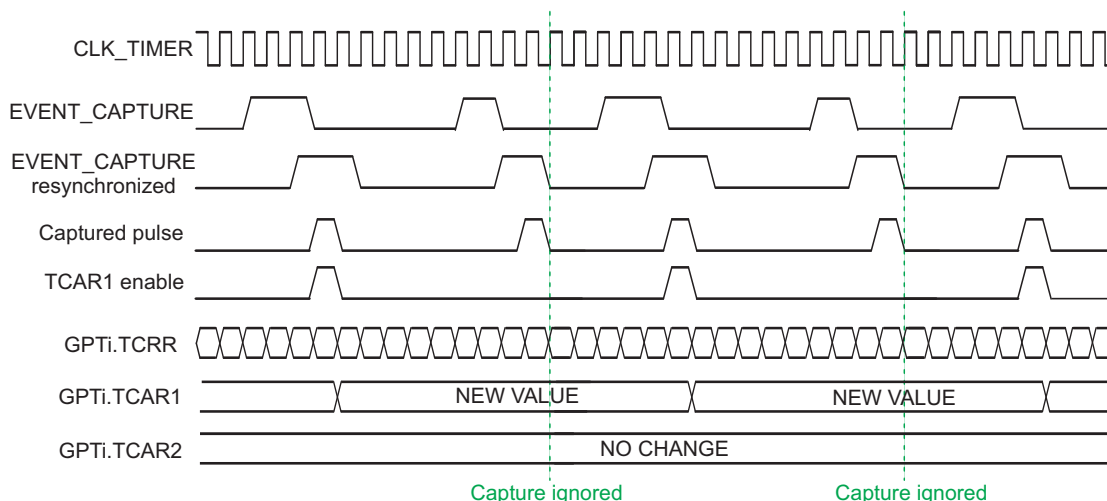 CLK_TIMER
EVENT_CAPTURE
EVENT_CAPTURE
resynchronized
Captured pulse
TCAR1 enable
GPTi.TCRR
GPTi.TCAR1
NEW VALUE
NEW VALUE
GPTi.TCAR2
NO CHANGE
Capture ignored
Capture ignored